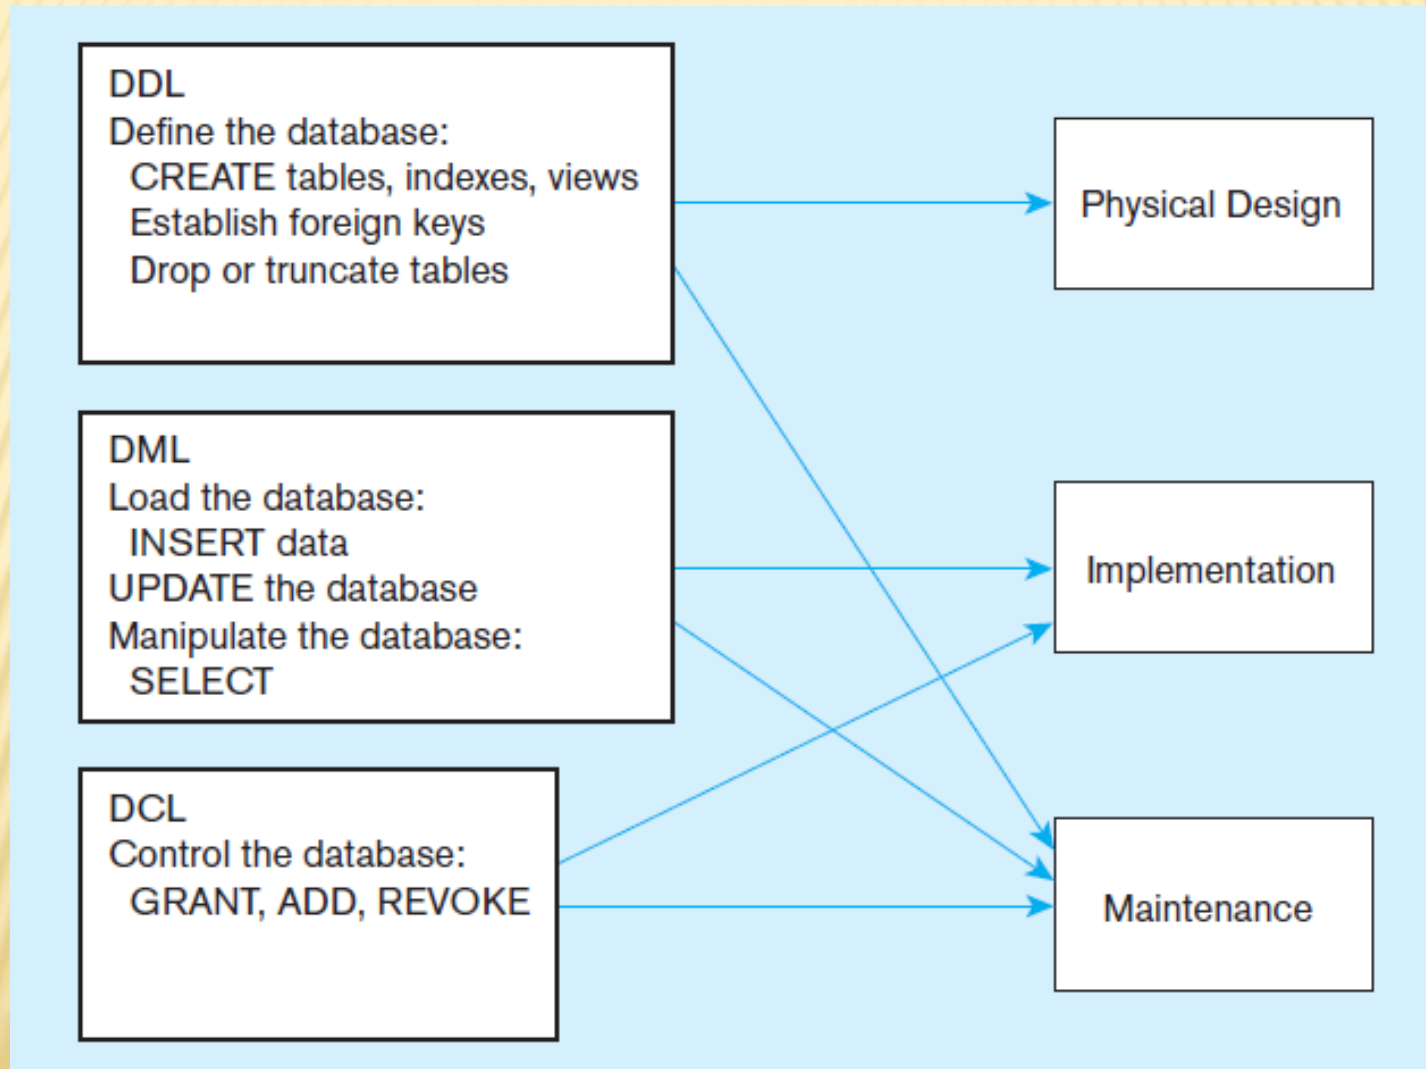 DDL
Define the database:
CREATE tables, indexes, views
Establish foreign keys
Drop or truncate tables
Physical Design
DML
Load the database:
INSERT data
UPDATE the database
Manipulate the database:
SELECT
Implementation
DCL
Control the database:
GRANT, ADD, REVOKE
Maintenance